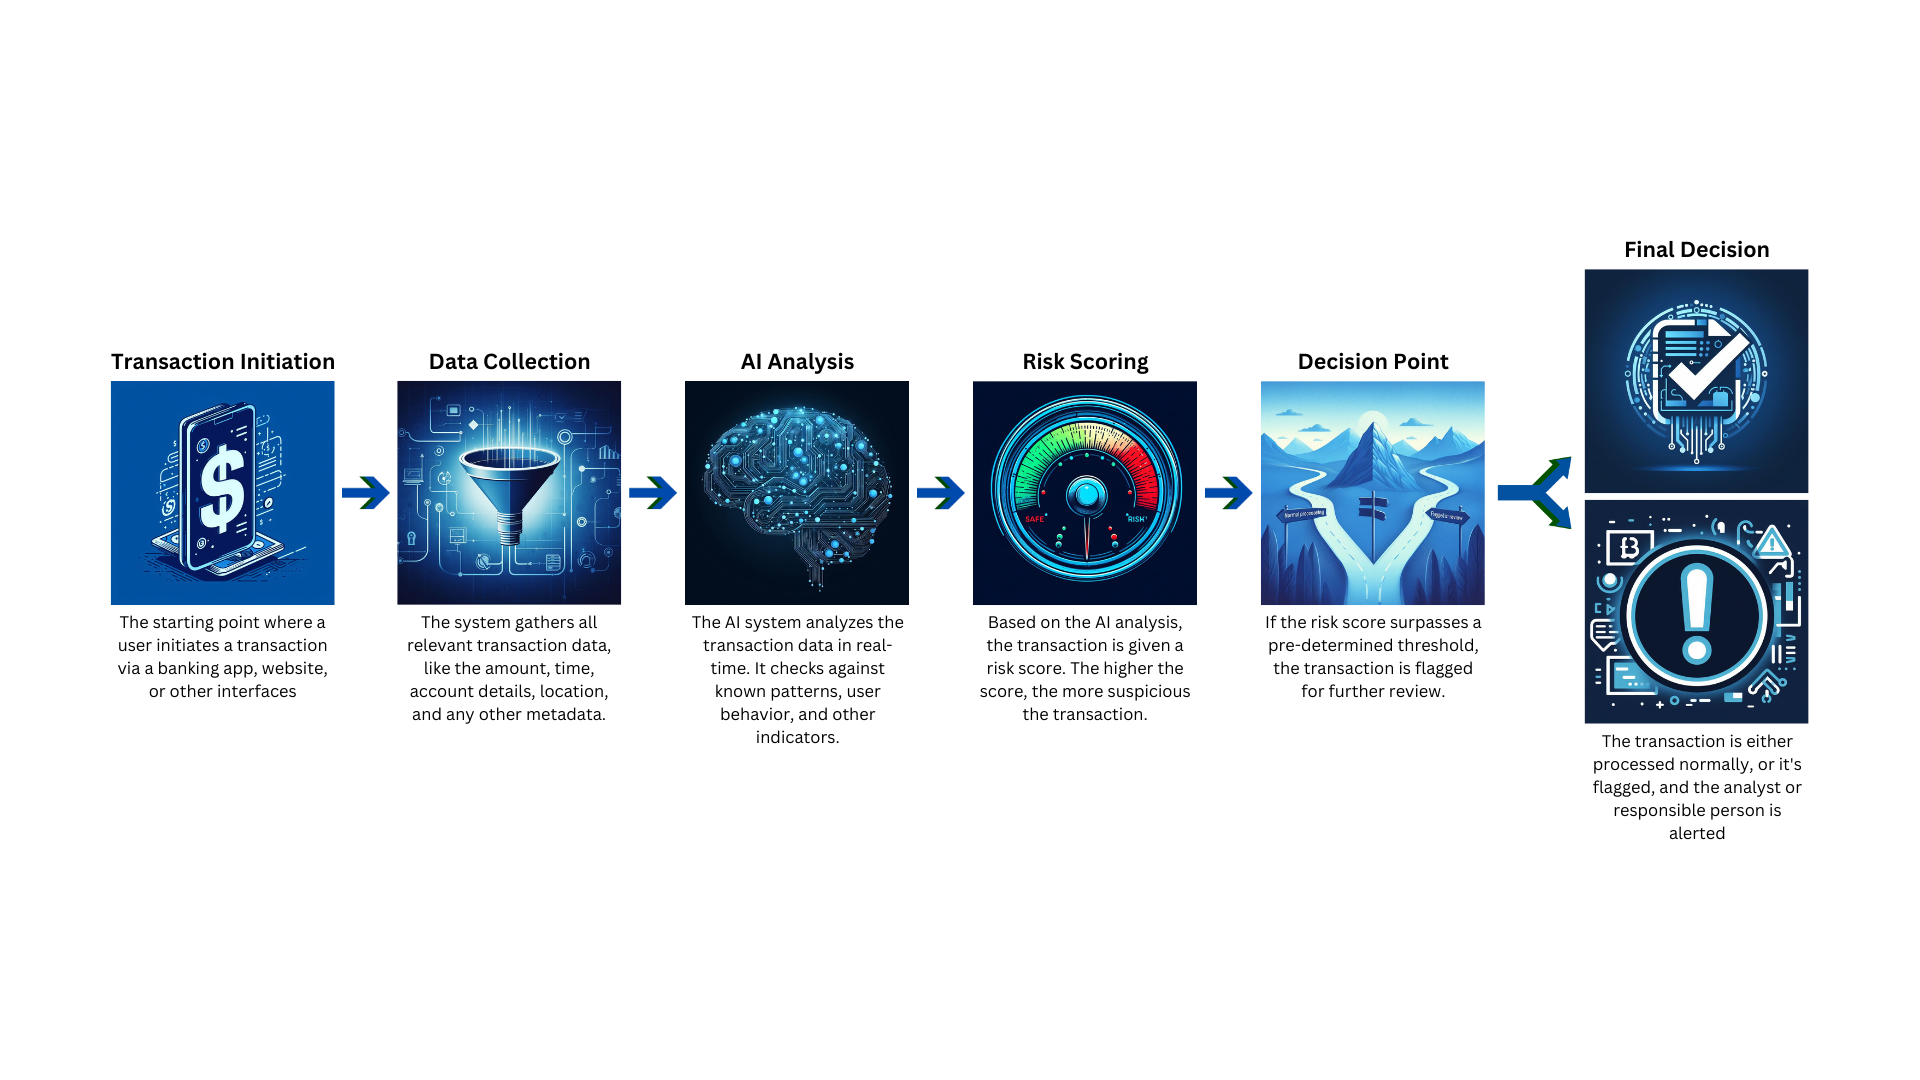 Transaction Initiation
The starting point where a
user initiates a transaction
via a banking app, website,
or other interfaces
Data Collection
The system gathers all
relevant transaction data,
like the amount, time,
account details, location,
and any other metadata.
AI Analysis
The AI system analyzes the
transaction data in real-
time. It checks against
known patterns, user
behavior, and other
indicators.
Risk Scoring
SAFE
RISK
Based on the AI analysis,
the transaction is given a
risk score. The higher the
score, the more suspicious
the transaction.
Decision Point
If the risk score surpasses a
pre-determined threshold,
the transaction is flagged
for further review.
Final Decision
The transaction is either
processed normally, or it's
flagged, and the analyst or
responsible person is
alerted